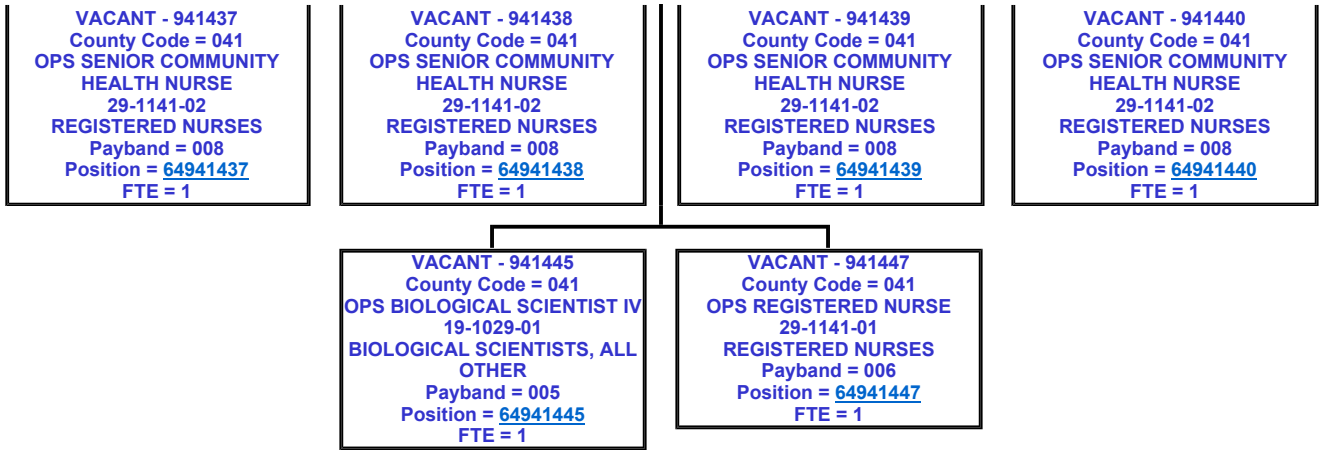 VACANT - 941437
County Code = 041
OPS SENIOR COMMUNITY
HEALTH NURSE
29-1141-02
REGISTERED NURSES
Payband = 008
Position = 64941437
FTE = 1
VACANT - 941438
County Code = 041
OPS SENIOR COMMUNITY
HEALTH NURSE
29-1141-02
REGISTERED NURSES
Payband = 008
Position = 64941438
FTE = 1
VACANT - 941439
County Code = 041
OPS SENIOR COMMUNITY
HEALTH NURSE
29-1141-02
REGISTERED NURSES
Payband = 008
Position = 64941439
FTE = 1
VACANT - 941440
County Code = 041
OPS SENIOR COMMUNITY
HEALTH NURSE
29-1141-02
REGISTERED NURSES
Payband = 008
Position = 64941440
FTE = 1
VACANT - 941445
County Code = 041
OPS BIOLOGICAL SCIENTIST IV
19-1029-01
BIOLOGICAL SCIENTISTS, ALL
OTHER
Payband = 005
Position = 64941445
FTE = 1
VACANT - 941447
County Code = 041
OPS REGISTERED NURSE
29-1141-01
REGISTERED NURSES
Payband = 006
Position = 64941447
FTE = 1